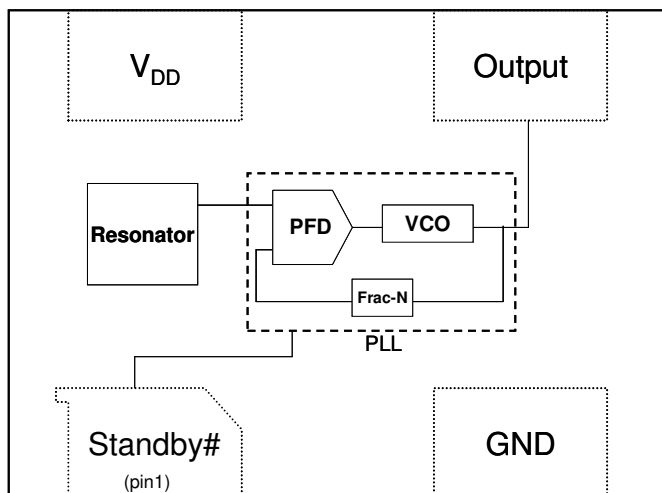 VDD
Output
Resonator
PFD
VCO
Frac-N
PLL
Standby#
(pin1)
GND